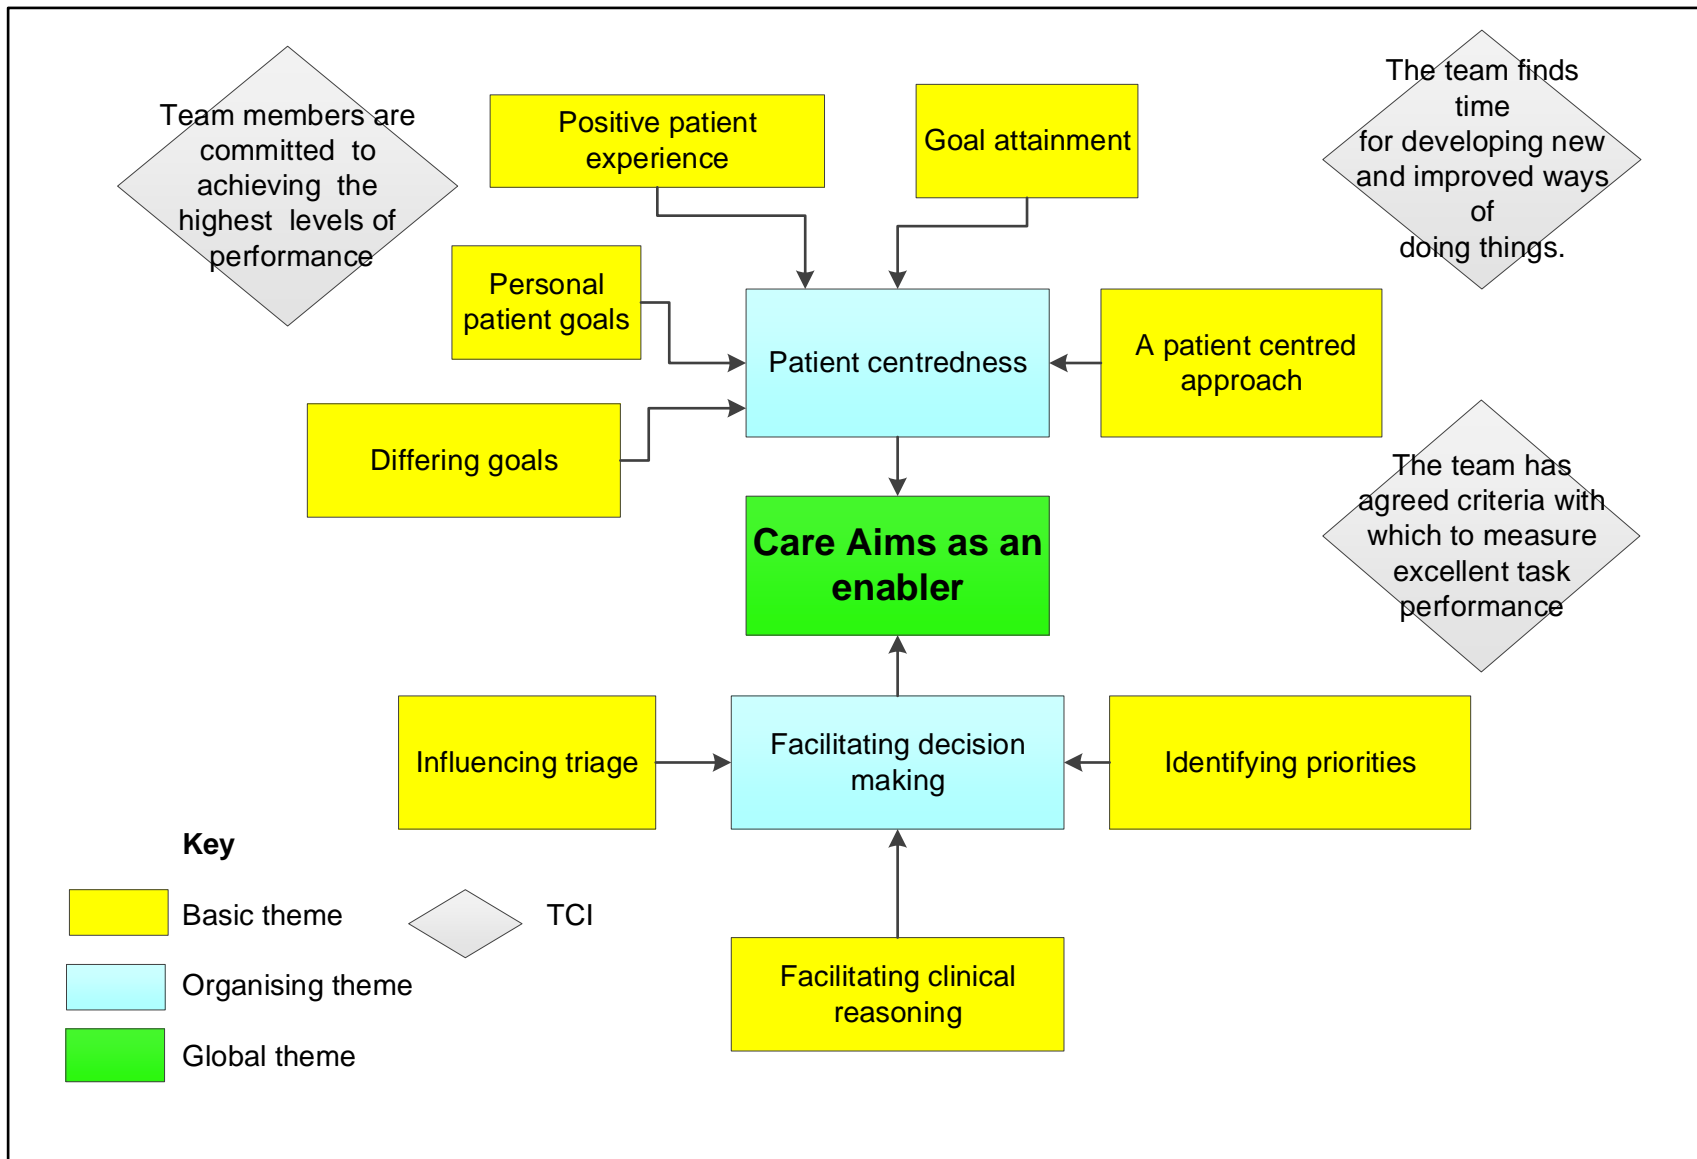 Team members are
committed to
achieving the
highest levels of
performance
Positive patient
experience
Goal attainment
The team finds
time
for developing new
and improved ways
of
doing things.
Personal
patient goals
Patient centredness
A patient centred
approach
Differing goals
The team has
agreed criteria with
which to measure
excellent task
performance
Care Aims as an
enabler
Influencing triage
Facilitating decision
making
Identifying priorities
Key
Basic theme
TCI
Organising theme
Facilitating clinical
reasoning
Global theme